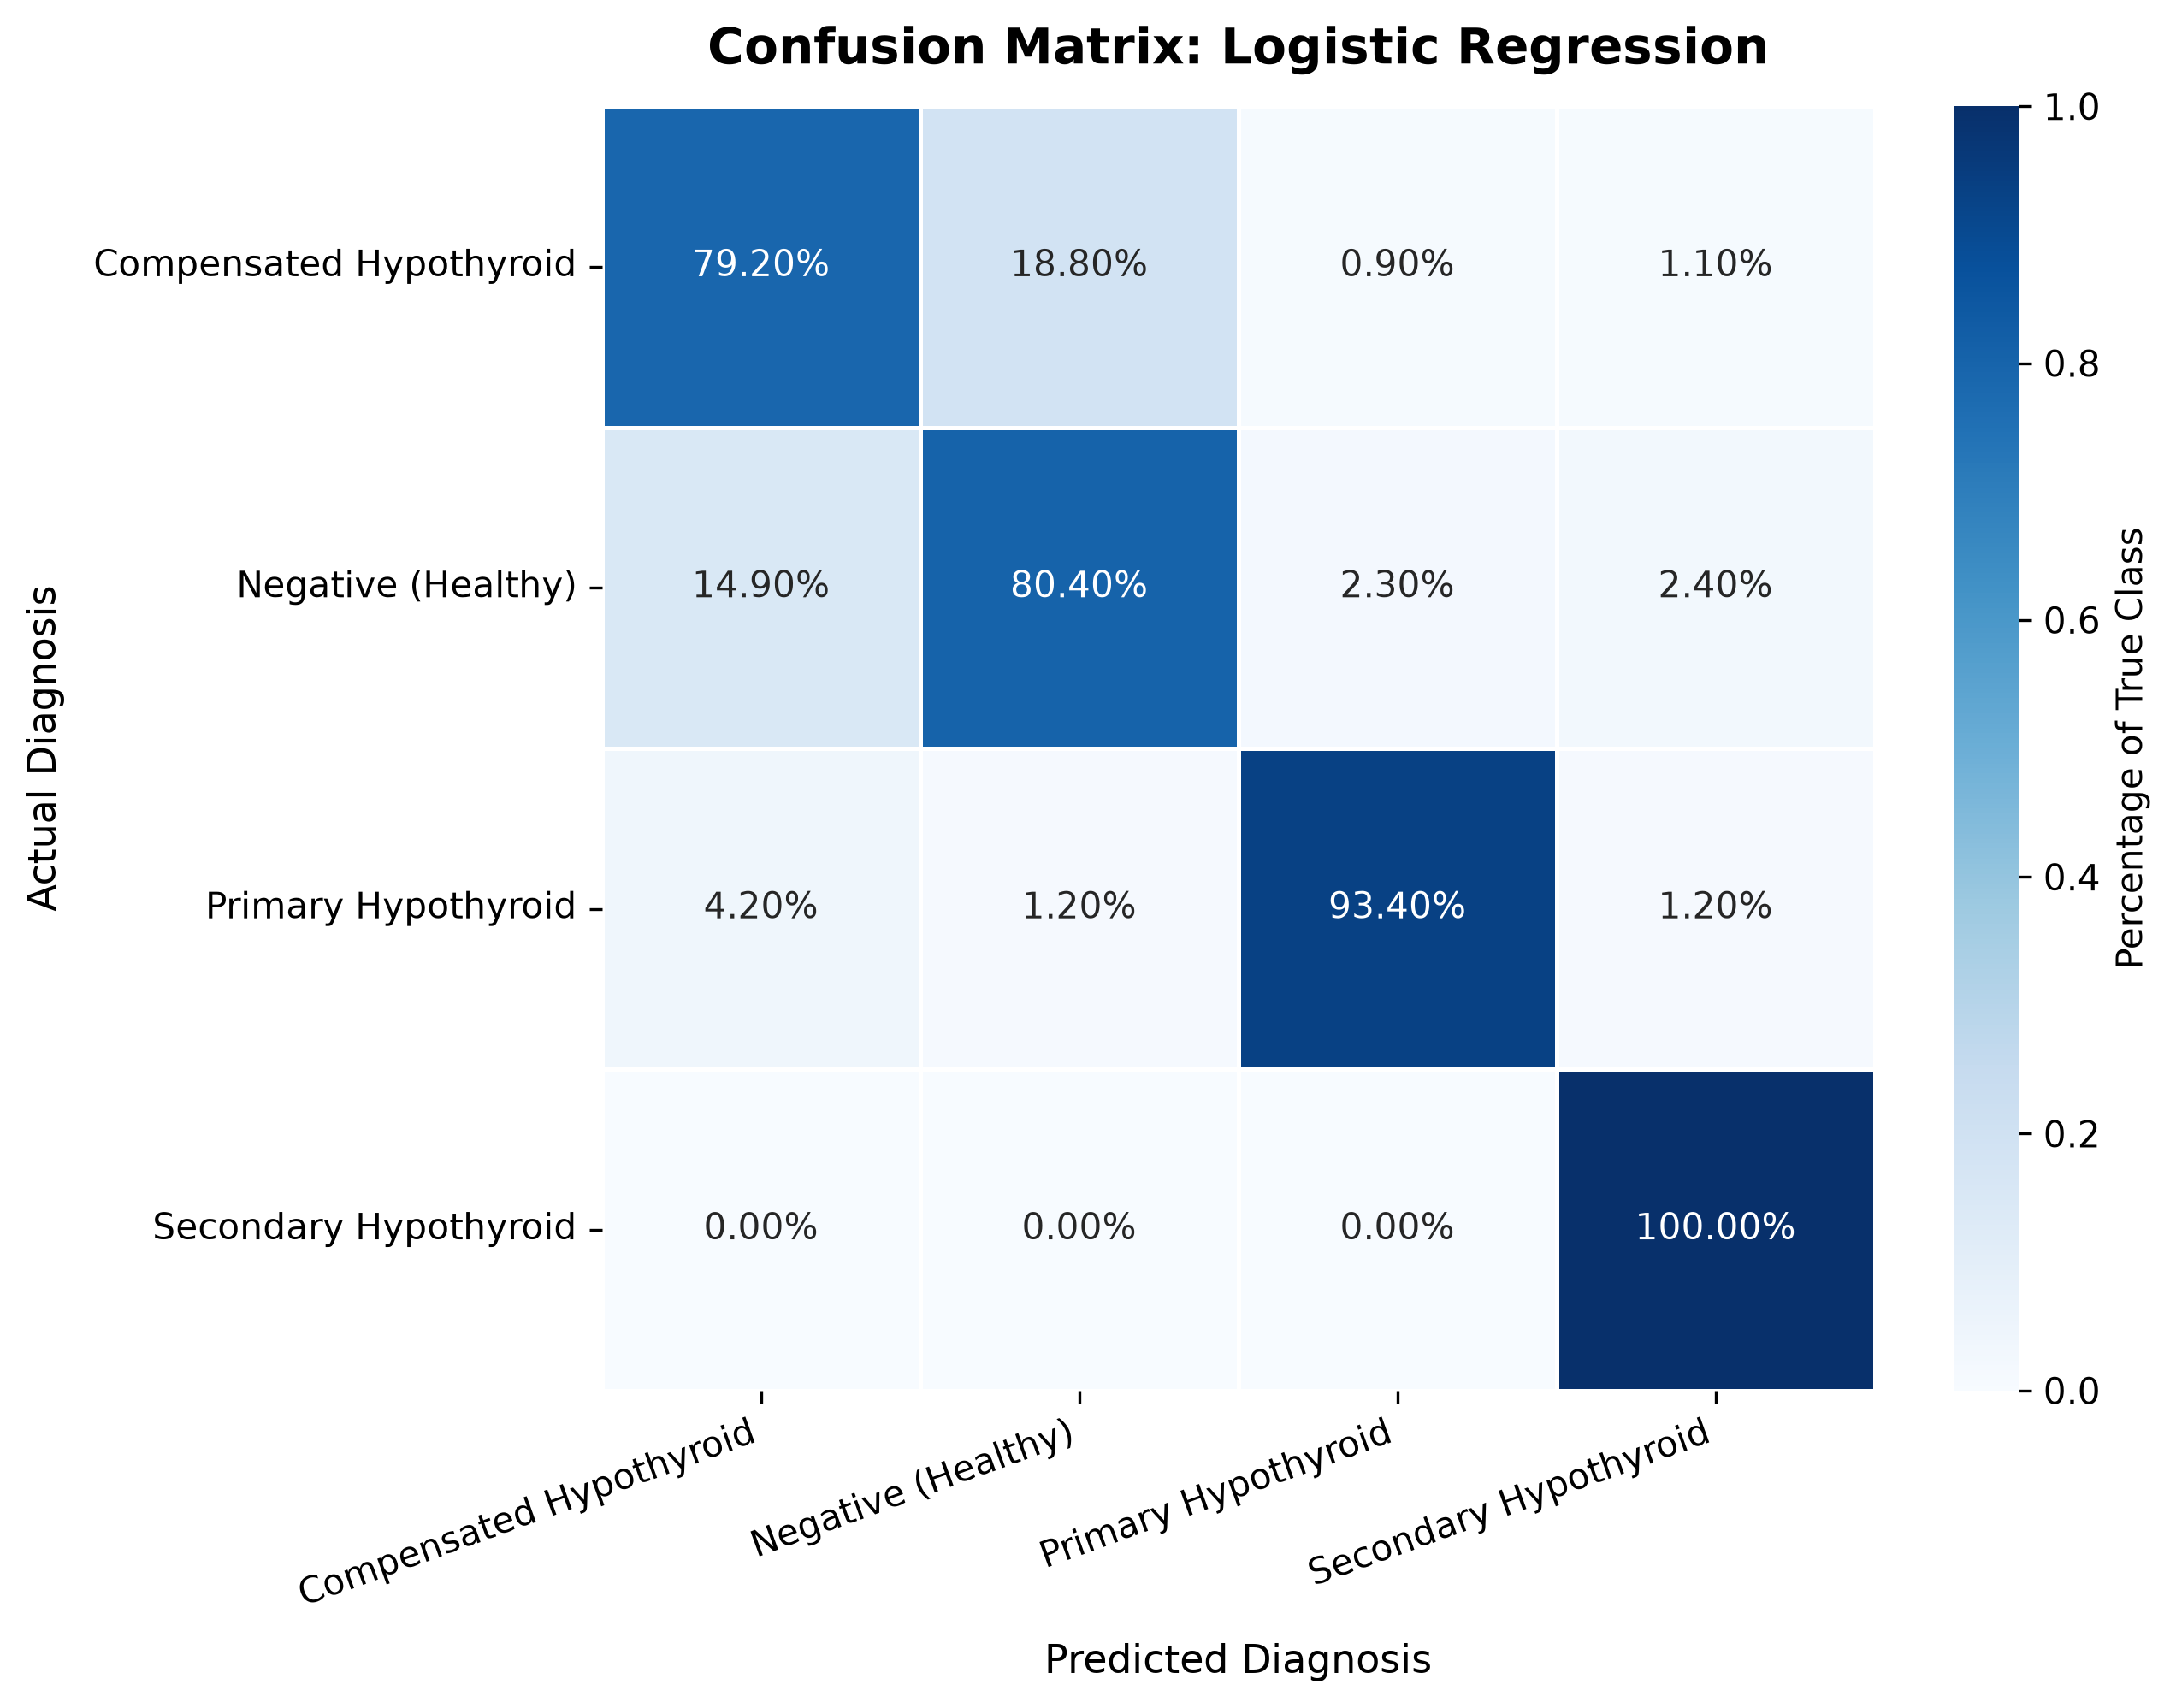 Confusion Matrix: Logistic Regression
Compensated Hypothyroid 79.20% 18.80% 0.90% 1.10%
Negative (Healthy) 14.90% 80.40% 2.30% 2.40%
Primary Hypothyroid 4.20% 1.20% 93.40% 1.20%
Secondary Hypothyroid 0.00% 0.00% 0.00% 100.00%
Actual Diagnosis
Compensated Hypothyroid
Negative (Healthy)
Primary Hypothyroid
Secondary Hypothyroid
Predicted Diagnosis
1.0
0.8
0.6
0.4
0.2
0.0
Percentage of True Class